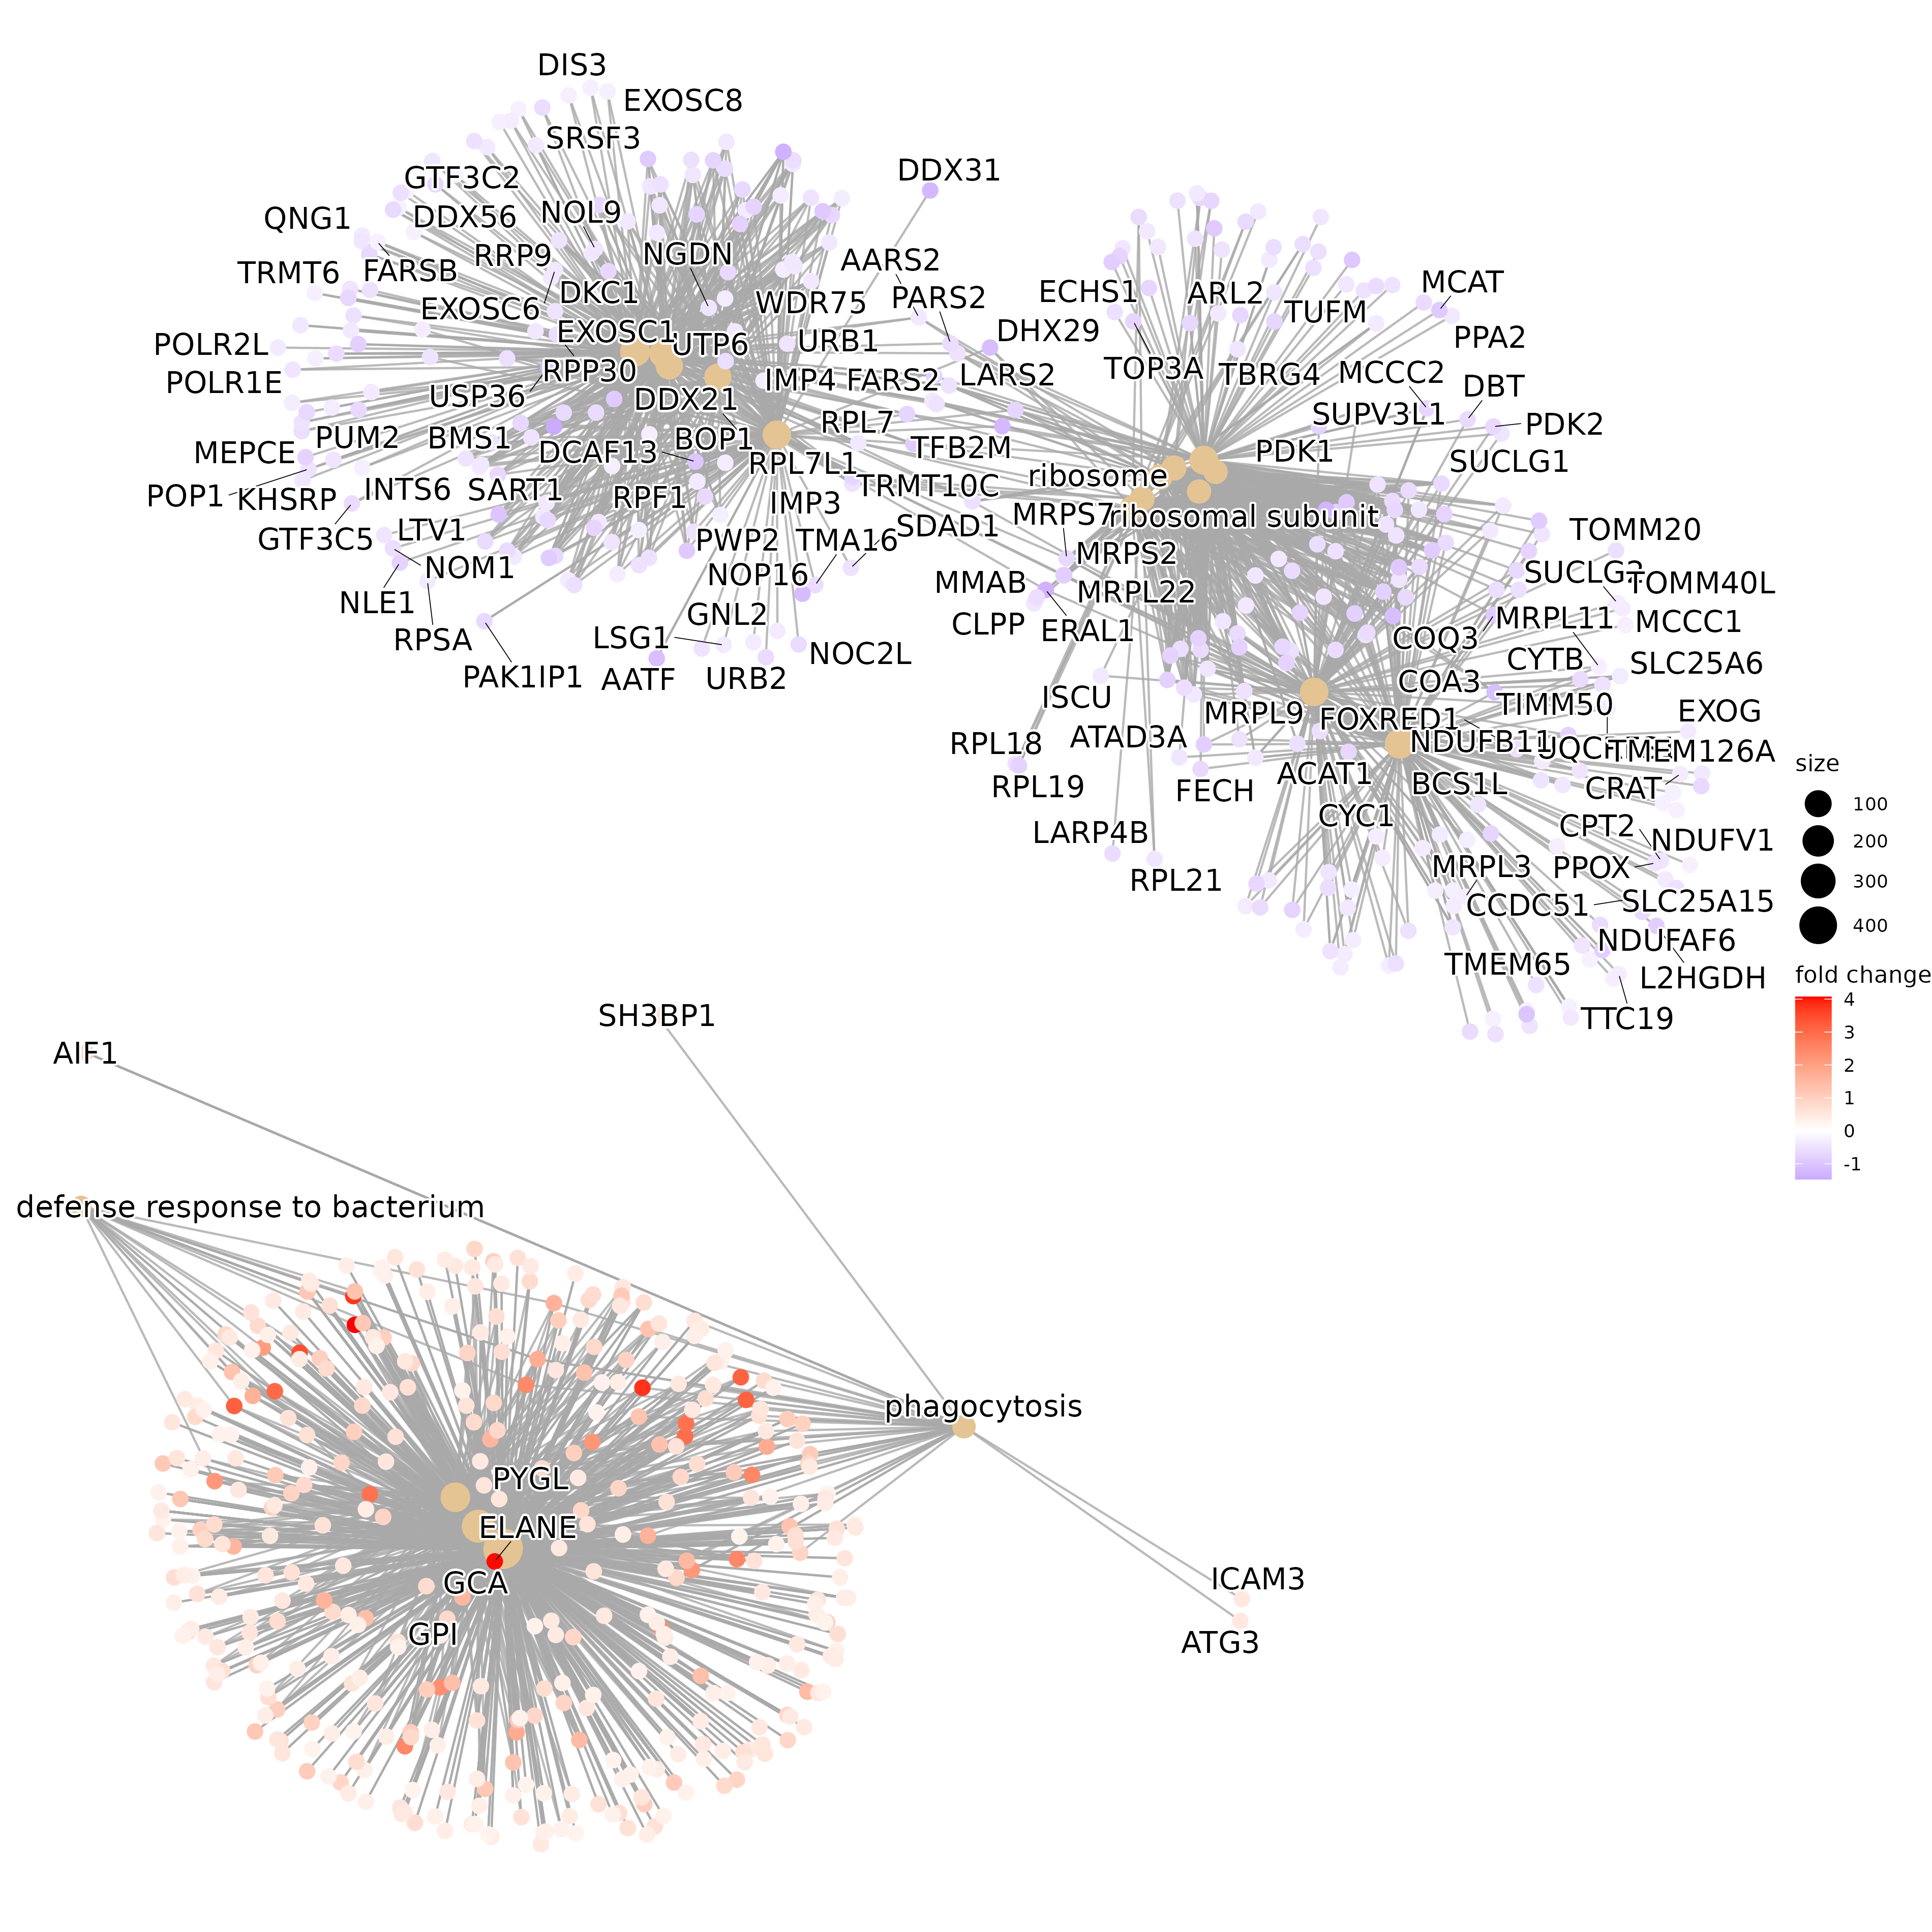 DIS3
EXOSC8
SRSF3
DDX31
GTF3C2
QNG1
DDX56
NOL9
RRP9
NGDN
AARS2
TRMT6
FARSB
MCAT
ECHS1
ARL2
EXOSC6
DKC1
WDR75
PARS2
TUFM
EXOSC1
UTP6
URB1
DHX29
PPA2
POLR2L
RPP30
IMP4
FARS2
LARS2
TOP3A
TBRG4
MCCC2
DBT
POLR1E
USP36
DDX21
RPL7
SUPV3L1
PDK2
MEPCE
PUM2
BMS1
DCAF13
BOP1
TFB2M
PDK1
RPL7L1
SUCLG1
POP1
KHSRP
INTS6
SART1
RPF1
IMP3
TRMT10C
ribosome
MRPS7
ribosomal subunit
GTF3C5
LTV1
SDAD1
TOMM20
PWP2
TMA16
MRPS2
NOM1
NOP16
MMAB
MRPL22
SUCLG2
TOMM40L
NLE1
GNL2
CLPP
ERAL1
MRPL11
MCCC1
RPSA
LSG1
NOC2L
COQ3
CYTB
SLC25A6
PAK1IP1
AATF
URB2
ISCU
COA3
TIMM50
MRPL9
FOXRED1
EXOG
RPL18
ATAD3A
NDUFB11
TMEM126A
RPL19
FECH
ACAT1
BCS1L
CRAT
size
100
CYC1
CPT2
LARP4B
NDUFV1
200
RPL21
MRPL3
PPOX
300
CCDC51
SLC25A15
400
NDUFAF6
TMEM65
L2HGDH
fold change
TTC19
4
3
2
1
0
-1
SH3BP1
AIF1
defense response to bacterium
phagocytosis
PYGL
ELANE
GCA
GPI
ICAM3
ATG3